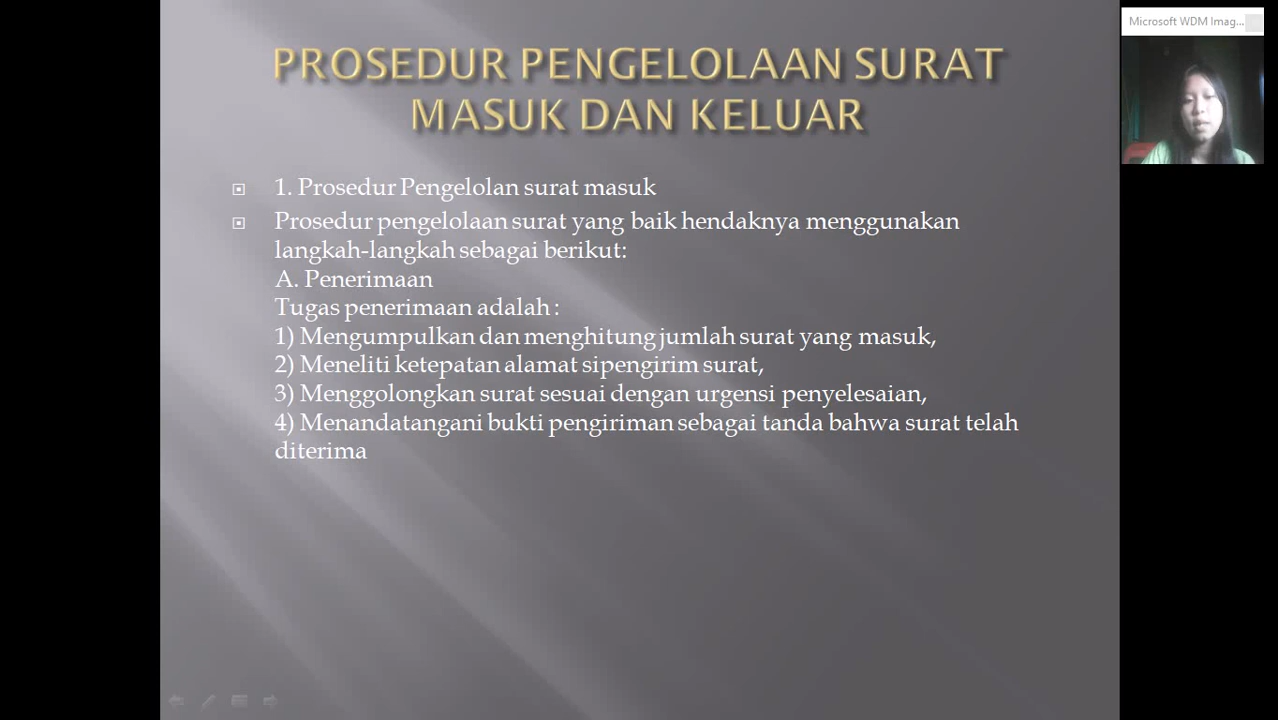 Microsoft WDM Imag...
PROSEDUR PENGELOLAAN SURAT
MASUK DAN KELUAR
1. Prosedur Pengelolan surat masuk
Prosedur pengelolaan surat yang baik hendaknya menggunakan
langkah-langkah sebagai berikut:
A. Penerimaan
Tugas penerimaan adalah :
1) Mengumpulkan dan menghitung jumlah surat yang masuk,
2) Meneliti ketepatan alamat sipengirim surat,
3) Menggolongkan surat sesuai dengan urgensi penyelesaian,
4) Menandatangani bukti pengiriman sebagai tanda bahwa surat telah
diterima